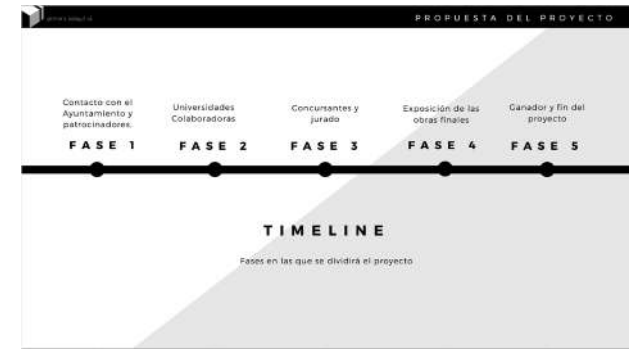 PROPUESTA DEL PROYECTO
Contacto con el
Ayuntamiento y
patrocinadores.
FASE 1
Universidades
Colaboradoras
FASE 2
Concursantes y
jurado
FASE 3
Exposición de las
obras finales
FASE 4
Ganador y fin del
proyecto
FASE 5
TIMELINE
Fases en las que se dividirá el proyecto